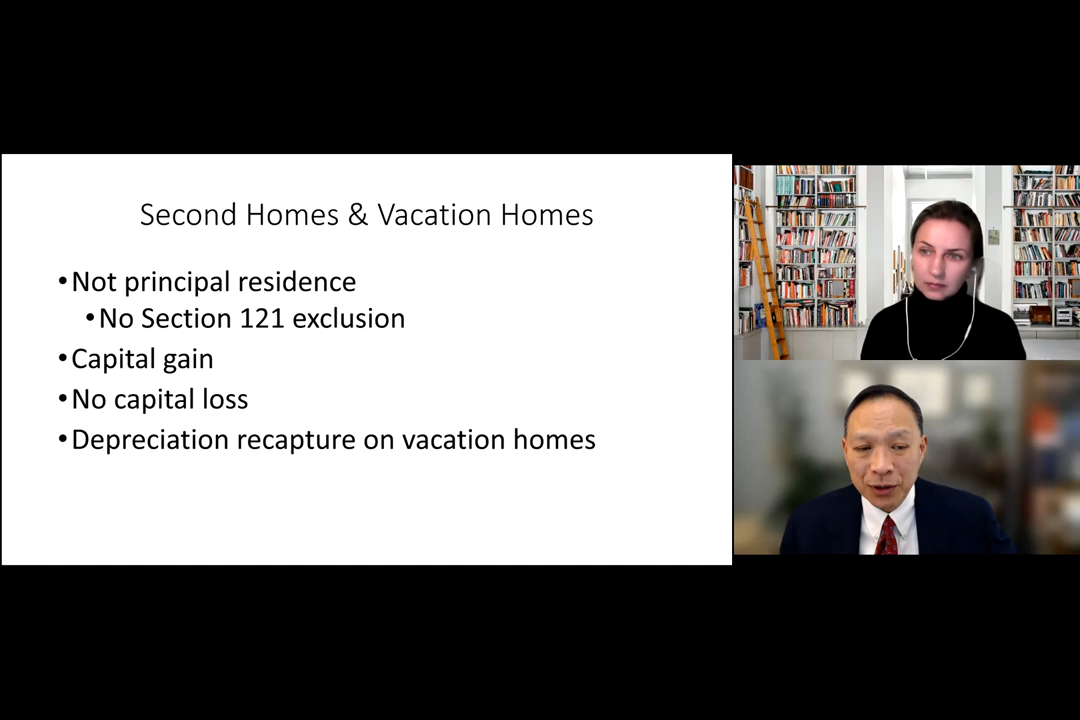 Second Homes & Vacation Homes
•Not principal residence
•No Section 121 exclusion
•Capital gain
•No capital loss
•Depreciation recapture on vacation homes